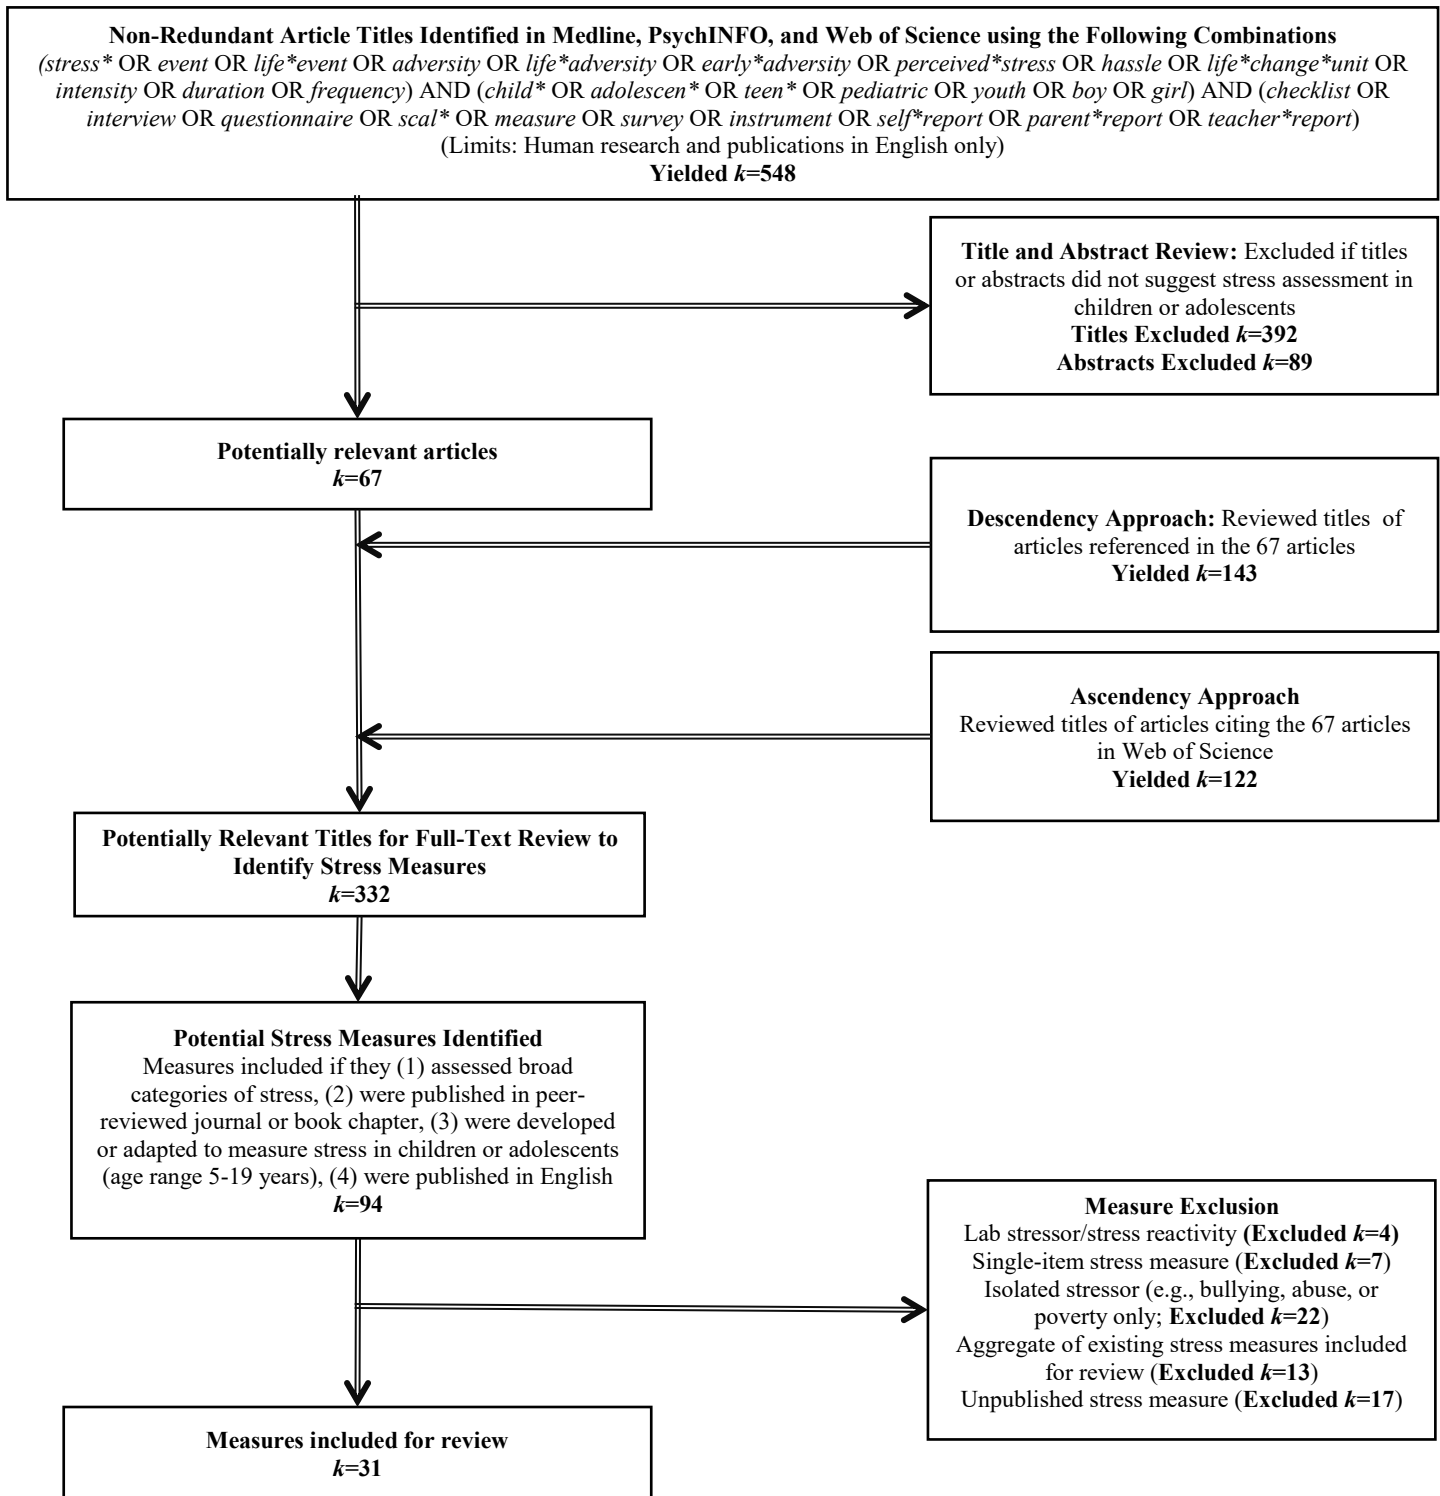 Non-Redundant Article Titles Identified in Medline, PsychINFO, and Web of Science using the Following Combinations
(stress* OR event OR life*event OR adversity OR life*adversity OR early*adversity OR perceived*stress OR hassle OR life*change*unit OR
intensity OR duration OR frequency) AND (child* OR adolescen* OR teen* OR pediatric OR youth OR boy OR girl) AND (checklist OR
interview OR questionnaire OR scal* OR measure OR survey OR instrument OR self*report OR parent*report OR teacher*report)
(Limits: Human research and publications in English only)
Yielded k=548
Title and Abstract Review: Excluded if titles
or abstracts did not suggest stress assessment in
children or adolescents
Titles Excluded k=392
Abstracts Excluded k=89
Potentially relevant articles
k=67
Descendency Approach: Reviewed titles of
articles referenced in the 67 articles
Yielded k=143
Ascendency Approach
Reviewed titles of articles citing the 67 articles
in Web of Science
Yielded k=122
Potentially Relevant Titles for Full-Text Review to
Identify Stress Measures
k=332
Potential Stress Measures Identified
Measures included if they (1) assessed broad
categories of stress, (2) were published in peer-
reviewed journal or book chapter, (3) were developed
or adapted to measure stress in children or adolescents
(age range 5-19 years), (4) were published in English
k=94
Measure Exclusion
Lab stressor/stress reactivity (Excluded k=4)
Single-item stress measure (Excluded k=7)
Isolated stressor (e.g., bullying, abuse, or
poverty only; Excluded k=22)
Aggregate of existing stress measures included
for review (Excluded k=13)
Unpublished stress measure (Excluded k=17)
Measures included for review
k=31